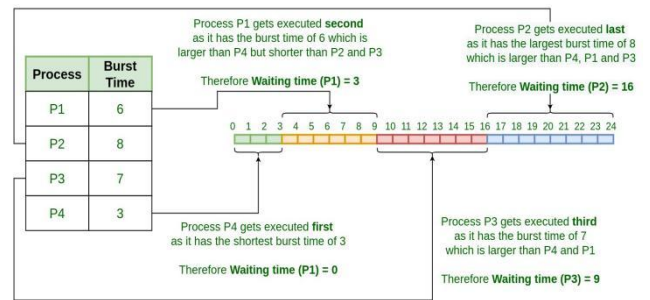 Process P1 gets executed second
as it has the burst time of 6 which is
larger than P4 but shorter than P2 and P3
Therefore Waiting time (P1) = 3
Process P2 gets executed last
as it has the largest burst time of 8
which is larger than P4, P1 and P3
Therefore Waiting time (P2) = 16
Process Burst Time
P1 6
P2 8
P3 7
P4 3
0 1 2 3 4 5 6 7 8 9 10 11 12 13 14 15 16 17 18 19 20 21 22 23 24
Process P4 gets executed first
as it has the shortest burst time of 3
Therefore Waiting time (P1) = 0
Process P3 gets executed third
as it has the burst time of 7
which is larger than P4 and P1
Therefore Waiting time (P3) = 9